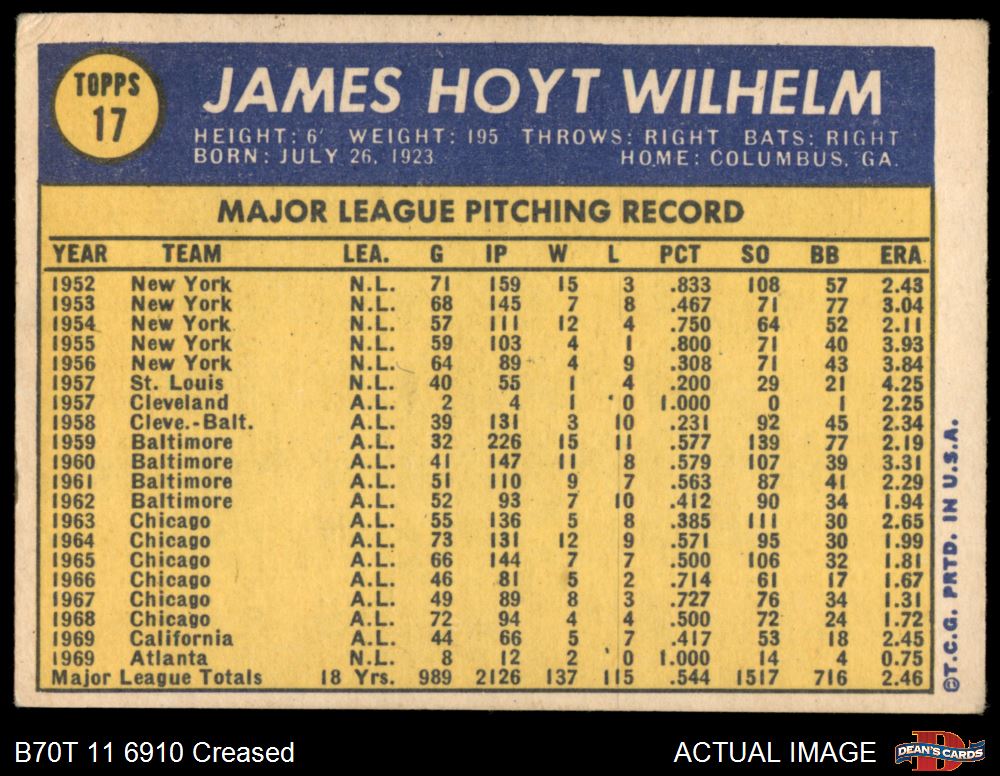 TOPPS
17
JAMES HOYT WILHELM
HEIGHT: 6' WEIGHT: 195 THROWS: RIGHT BATS: RIGHT
BORN: JULY 26, 1923 HOME: COLUMBUS, GA.
MAJOR LEAGUE PITCHING RECORD
YEAR TEAM LEA. G IP W L PCT SO BB ERA
1952 New York N.L. 71 159 15 3 .833 108 57 2.43
1953 New York N.L. 68 145 7 8 .467 71 77 3.04
1954 New York N.L. 57 111 12 4 .750 64 52 2.11
1955 New York N.L. 59 103 4 1 .800 71 40 3.93
1956 New York N.L. 64 89 4 9 .308 71 43 3.84
1957 St. Louis N.L. 40 55 1 4 .200 29 21 4.25
1957 Cleveland A.L. 2 4 1 0 1.000 0 1 2.25
1958 Cleve.-Balt. A.L. 39 131 3 10 .231 92 45 2.34
1959 Baltimore A.L. 32 226 15 11 .577 139 77 2.19
1960 Baltimore A.L. 41 147 11 8 .579 107 39 3.31
1961 Baltimore A.L. 51 110 9 7 .563 87 41 2.29
1962 Baltimore A.L. 52 93 7 10 .412 90 34 1.94
1963 Chicago A.L. 55 136 5 8 .385 111 30 2.65
1964 Chicago A.L. 73 131 12 9 .571 95 30 1.99
1965 Chicago A.L. 66 144 7 7 .500 106 32 1.81
1966 Chicago A.L. 46 81 5 2 .714 61 17 1.67
1967 Chicago A.L. 49 89 8 3 .727 76 34 1.31
1968 Chicago A.L. 72 94 4 4 .500 72 24 1.72
1969 California A.L. 44 66 5 7 .417 53 18 2.45
1969 Atlanta N.L. 8 12 2 0 1.000 14 4 0.75
Major League Totals 18 Yrs. 989 2126 137 115 .544 1517 716 2.46
©T.C.G. PRTD. IN U.S.A.
B70T 11 6910 Creased
ACTUAL IMAGE
DEAN'S CARDS